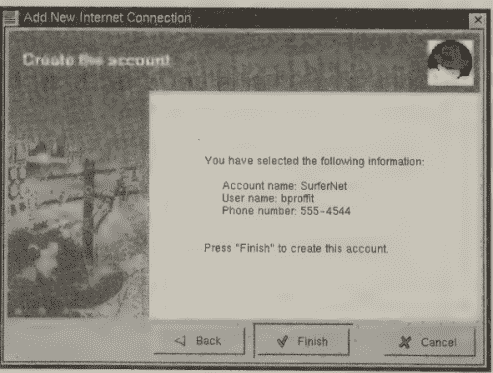 Add New Internet Connection
Create the account
You have selected the following information:
Account name: SurferNet
User name: bproffit
Phone number: 555-4544
Press "Finish" to create this account.
Back
Finish
Cancel